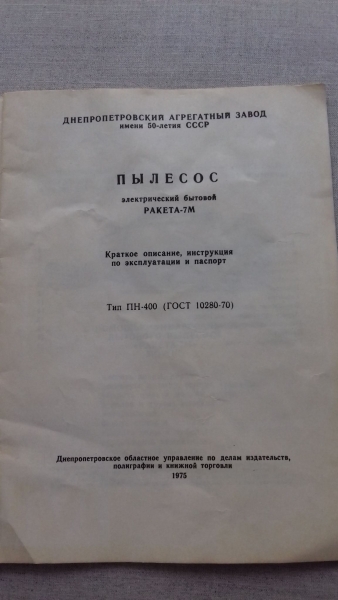 ДНЕПРОПЕТРОВСКИЙ АГРЕГАТНЫЙ ЗАВОД
имени 50-летия СССР
ПЫЛЕСОС
электрический бытовой
РАКЕТА-7М
Краткое описание, инструкция
по эксплуатации и паспорт
Тип ПН-400 (ГОСТ 10280-70)
Днепропетровское областное управление по делам издательств,
полиграфии и книжной торговли
1975